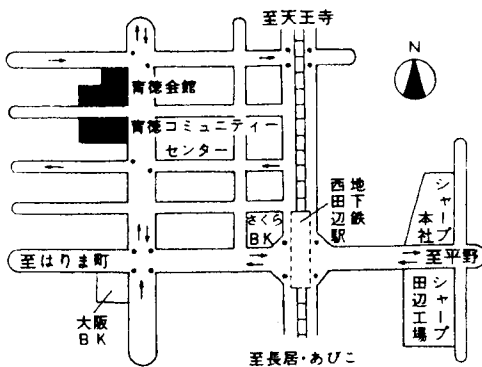 至天王寺
N
育徳会館
育徳コミュニティー
センター
地下鉄
西田辺駅
さくら
BK
シャープ
本社
至はりま町
至平野
大阪
BK
シャープ
田辺工場
至長居・あびこ